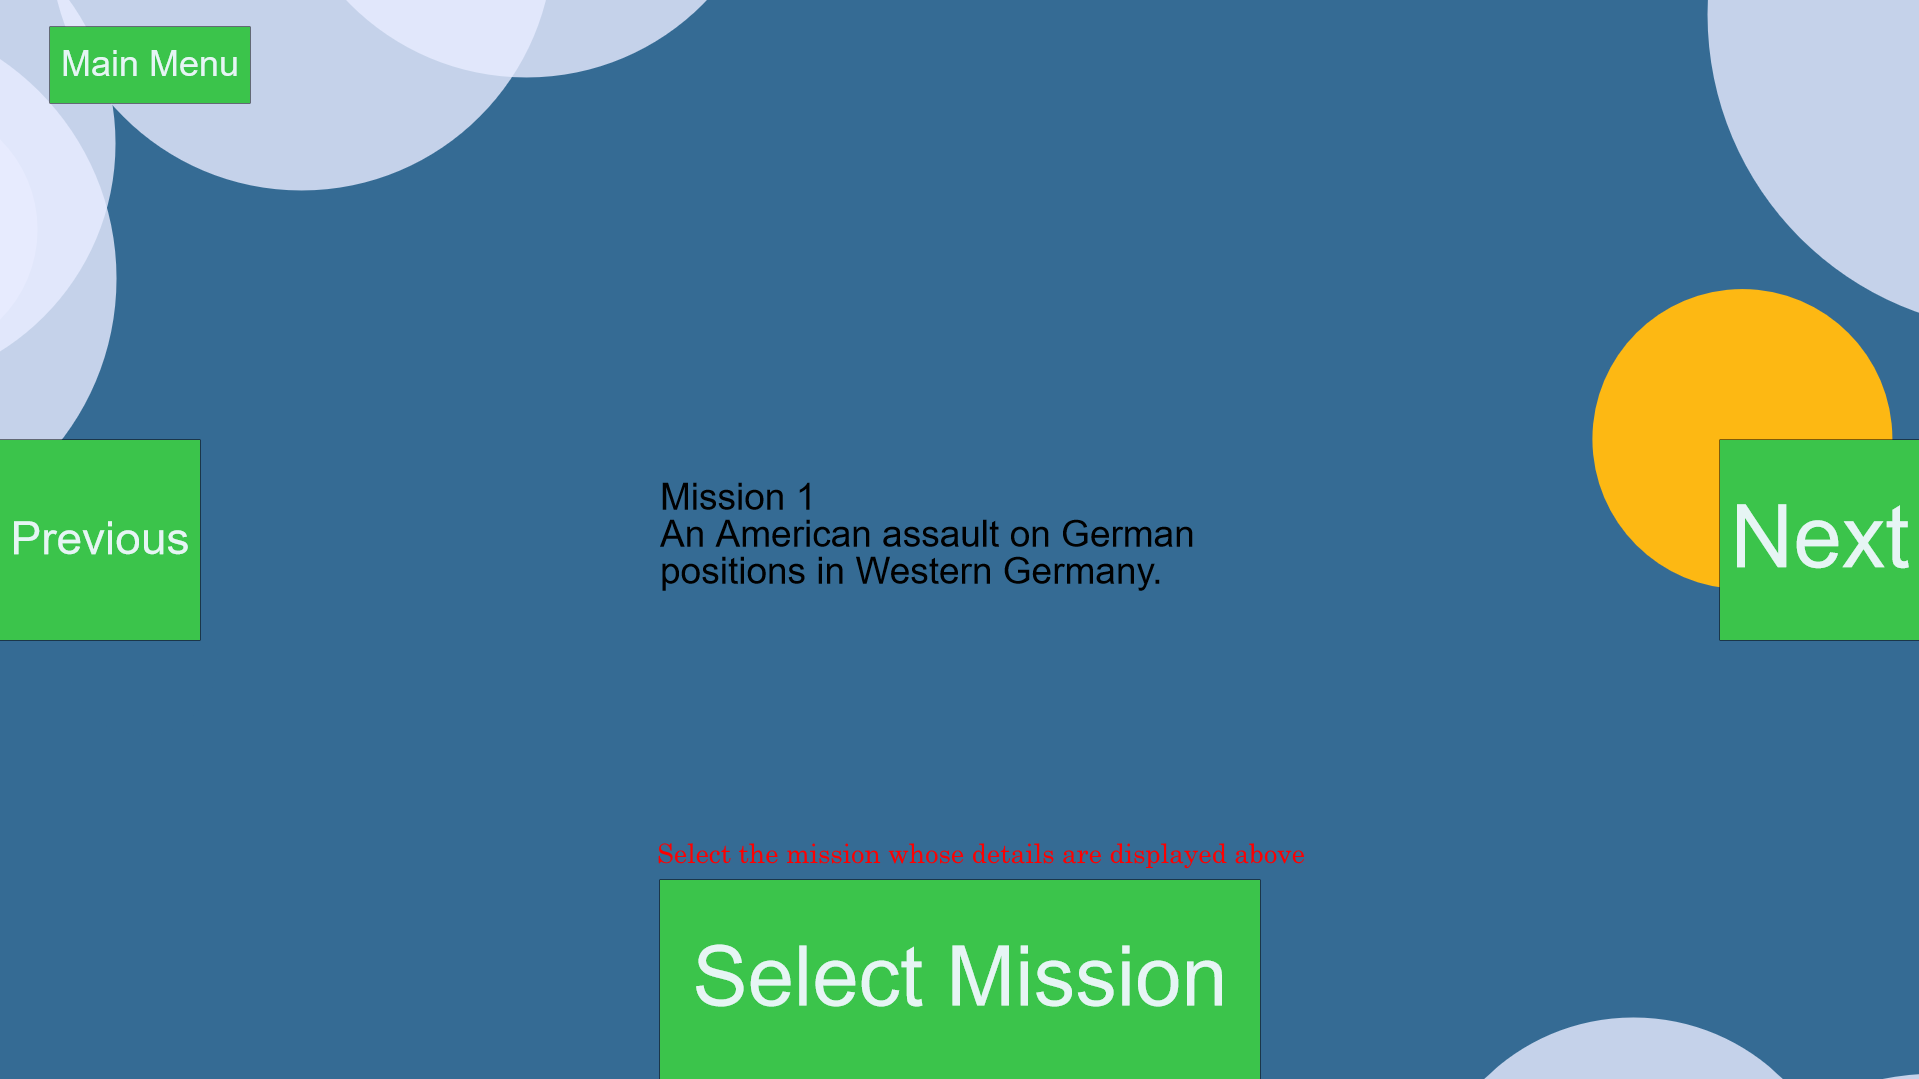 Main Menu
Previous
Mission 1
An American assault on German
positions in Western Germany.
Next
Select the mission whose details are displayed above
Select Mission